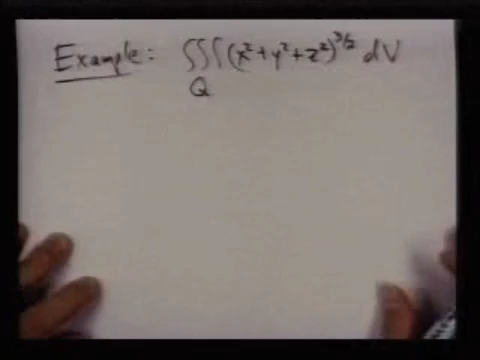 Example: ∫∫∫ (x²+y²+z²)^3/2 dV
Q